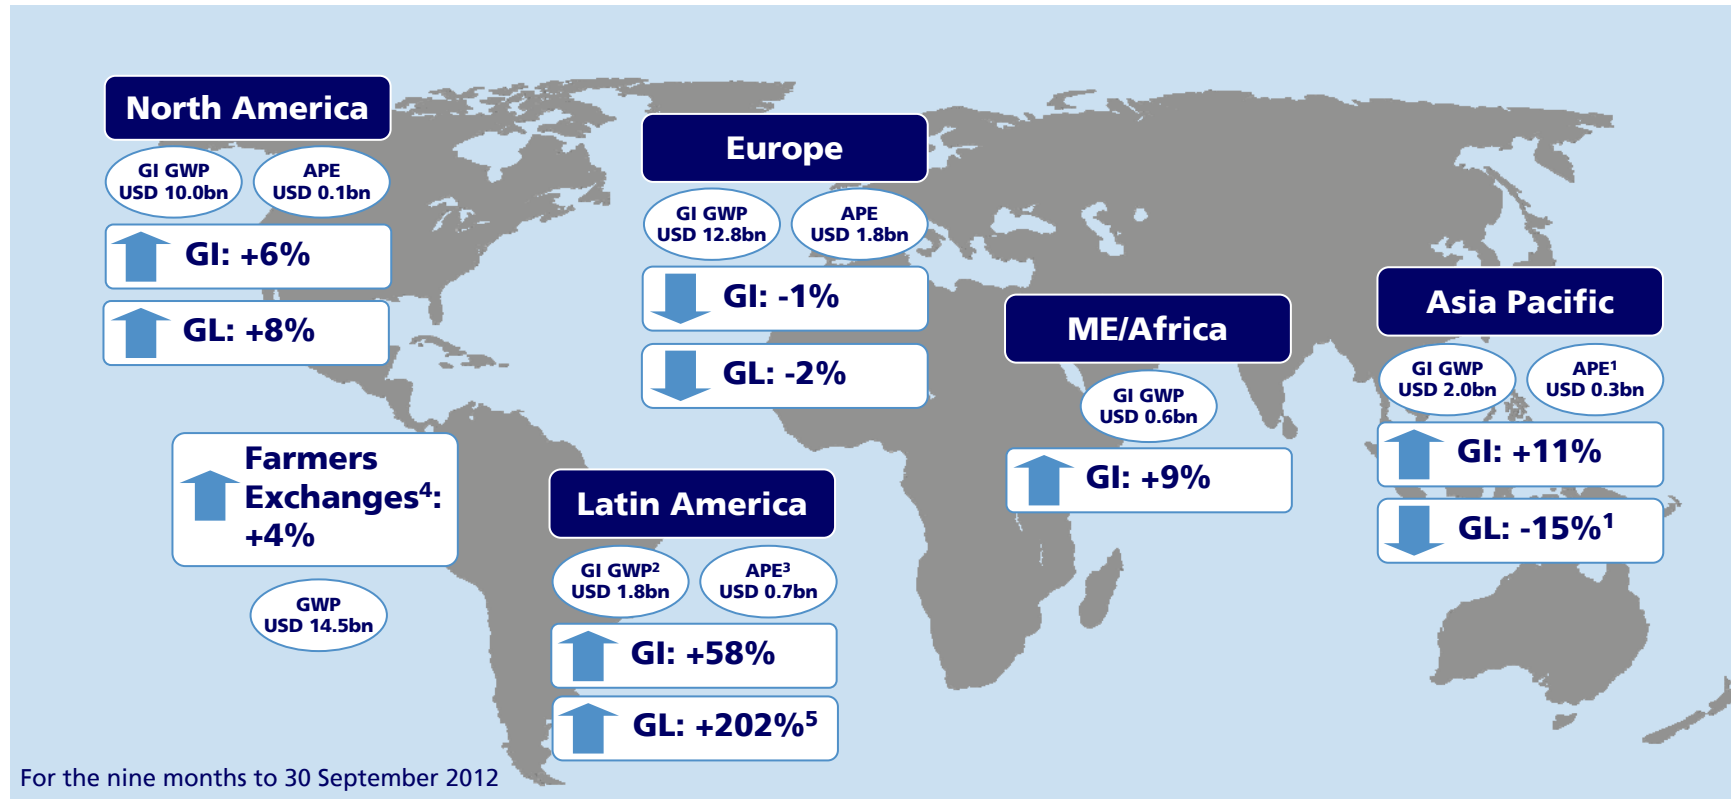 North America
GI GWP
USD 10.0bn
APE
USD 0.1bn
GI: +6%
GL: +8%
Europe
GI GWP
USD 12.8bn
APE
USD 1.8bn
GI: -1%
GL: -2%
ME/Africa
GI GWP
USD 0.6bn
GI: +9%
Asia Pacific
GI GWP
USD 2.0bn
APE¹
USD 0.3bn
GI: +11%
GL: -15%¹
Farmers
Exchanges⁴:
+4%
GWP
USD 14.5bn
Latin America
GI GWP²
USD 1.8bn
APE³
USD 0.7bn
GI: +58%
GL: +202%⁵
For the nine months to 30 September 2012